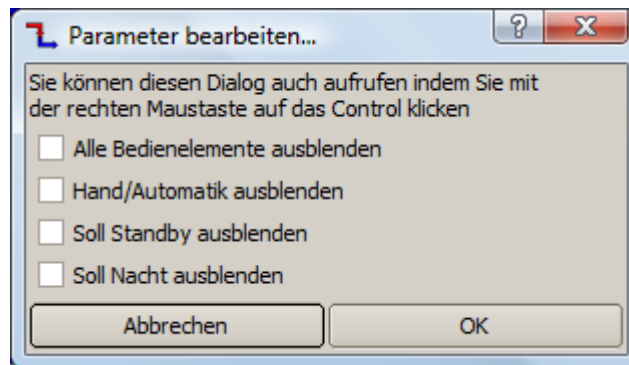 Parameter bearbeiten...
Sie können diesen Dialog auch aufrufen indem Sie mit
der rechten Maustaste auf das Control klicken
Alle Bedienelemente ausblenden
Hand/Automatik ausblenden
Soll Standby ausblenden
Soll Nacht ausblenden
Abbrechen OK